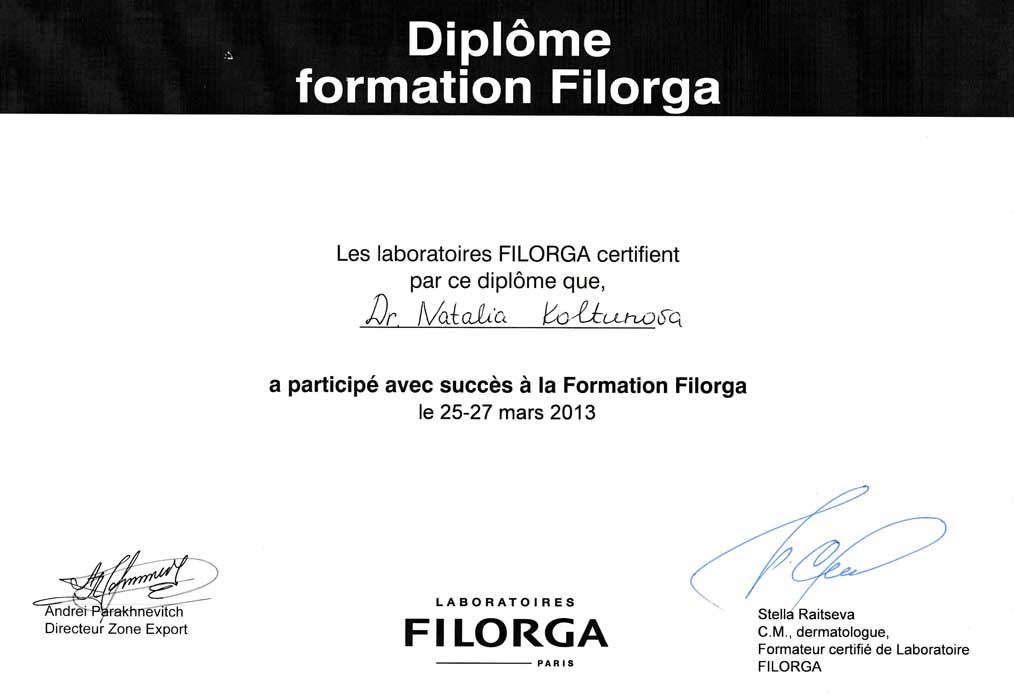 Diplôme
formation Filorga
Les laboratoires FILORGA certifient
par ce diplôme que,
Dr. Natalia Koltunova
a participé avec succès à la Formation Filorga
le 25-27 mars 2013
Andrei Parakhnevitch
Directeur Zone Export
LABORATOIRES
FILORGA
PARIS
Stella Raitseva
C.M., dermatologue,
Formateur certifié de Laboratoire
FILORGA